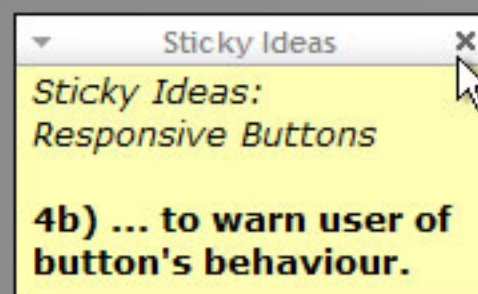 Sticky Ideas
Sticky Ideas:
Responsive Buttons
4b) ... to warn user of
button's behaviour.